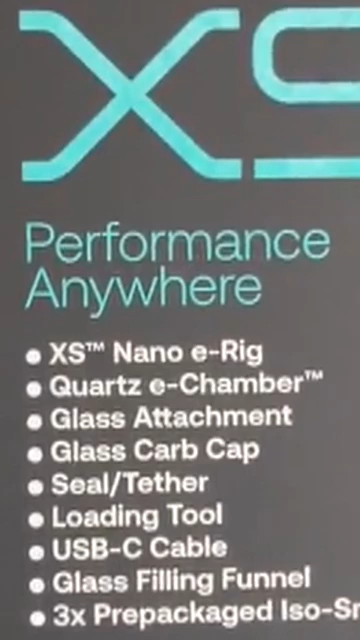 XS
Performance
Anywhere
● XS™ Nano e-Rig
● Quartz e-Chamber™
● Glass Attachment
● Glass Carb Cap
● Seal/Tether
● Loading Tool
● USB-C Cable
● Glass Filling Funnel
● 3x Prepackaged